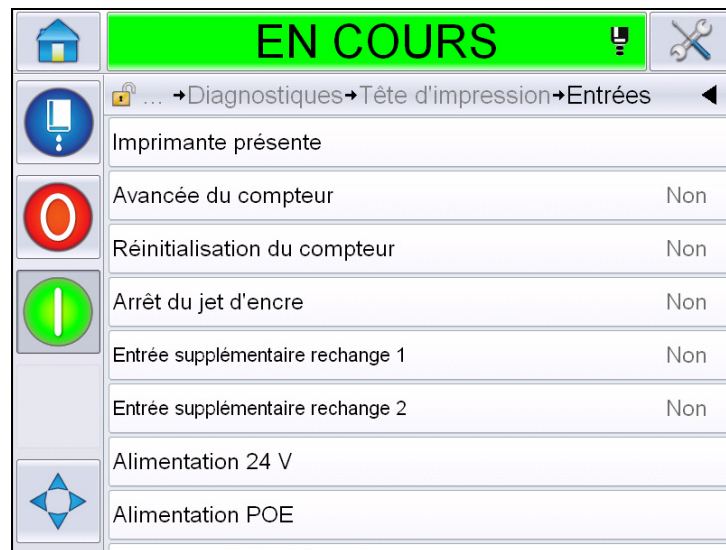 EN COURS
... →Diagnostiques→Tête d'impression→Entrées
Imprimante présente
Avancée du compteur Non
Réinitialisation du compteur Non
Arrêt du jet d'encre Non
Entrée supplémentaire rechange 1 Non
Entrée supplémentaire rechange 2 Non
Alimentation 24 V
Alimentation POE